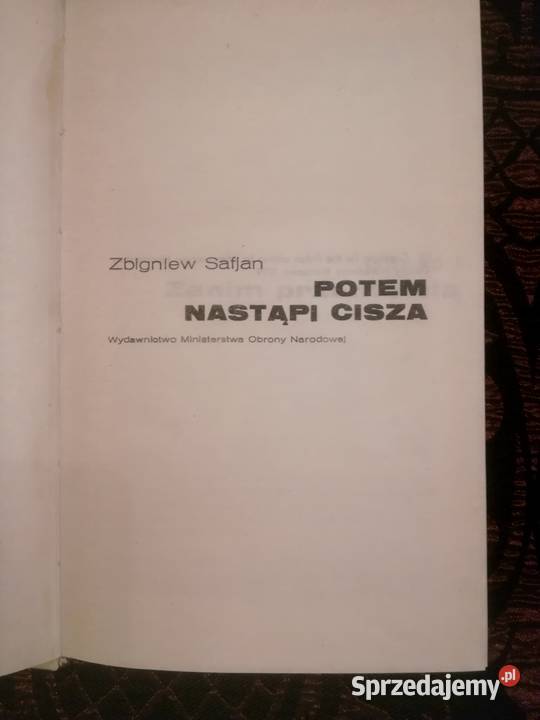 Zbigniew Safjan
POTEM
NASTĄPI CISZA
Wydawnictwo Ministerstwa Obrony Narodowej
Sprzedajemy.pl